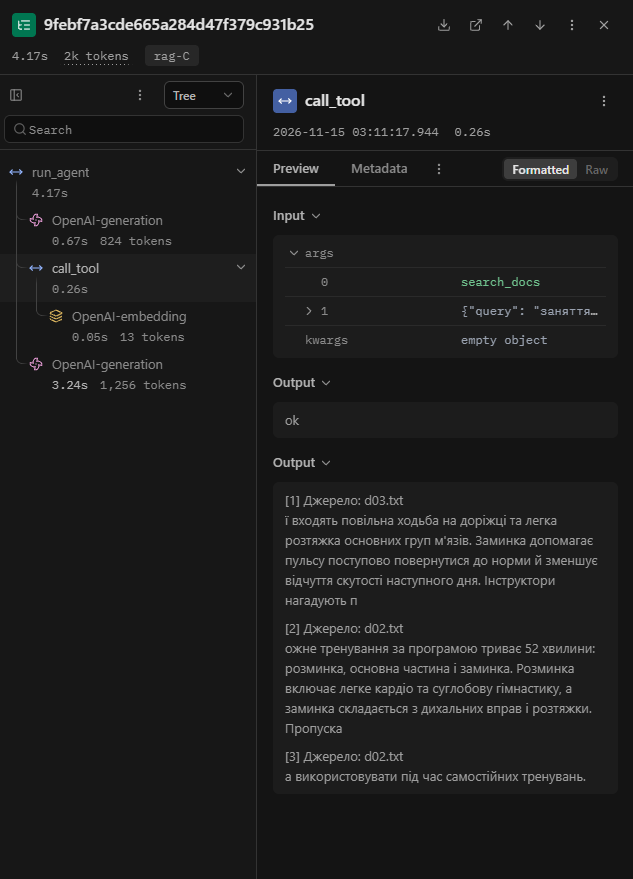 9febf7a3cde665a284d47f379c931b25
4.17s 2k tokens rag-C
Tree
Search
run_agent
4.17s
OpenAI-generation
0.67s 824 tokens
call_tool
0.26s
OpenAI-embedding
0.05s 13 tokens
OpenAI-generation
3.24s 1,256 tokens
call_tool
2026-11-15 03:11:17.944 0.26s
Preview Metadata Formatted Raw
Input
args
0 search_docs
1 {"query": "заняття…
kwargs empty object
Output
ok
Output
[1] Джерело: d03.txt
ї входять повільна ходьба на доріжці та легка
розтяжка основних груп м'язів. Заминка допомагає
пульсу поступово повернутися до норми й зменшує
відчуття скутості наступного дня. Інструктори
нагадують п
[2] Джерело: d02.txt
ожне тренування за програмою триває 52 хвилини:
розминка, основна частина і заминка. Розминка
включає легке кардіо та суглобову гімнастику, а
заминка складається з дихальних вправ і розтяжки.
Пропуска
[3] Джерело: d02.txt
а використовувати під час самостійних тренувань.